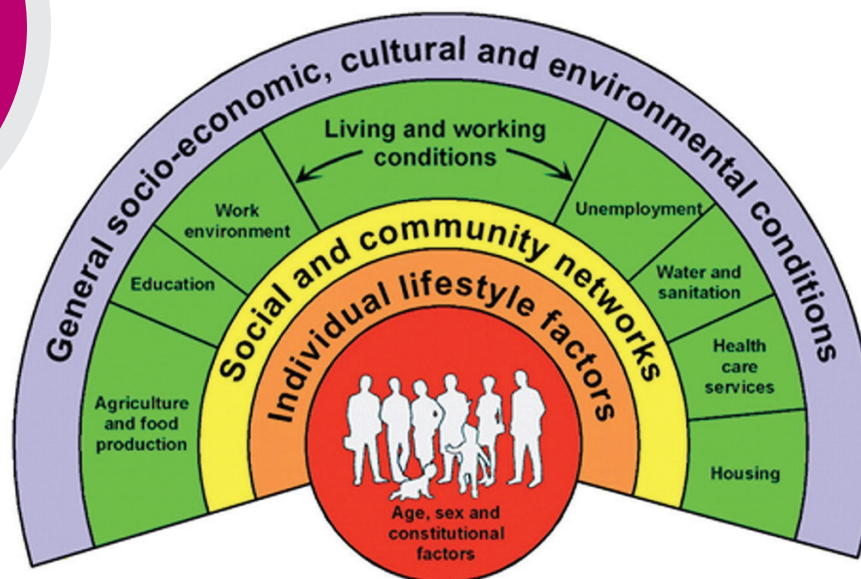 General socio-economic, cultural and environmental conditions
Living and working
conditions
Work
environment
Unemployment
Education
Water and
sanitation
Agriculture
and food
production
Health
care
services
Housing
Social and community networks
Individual lifestyle factors
Age, sex and
constitutional
factors